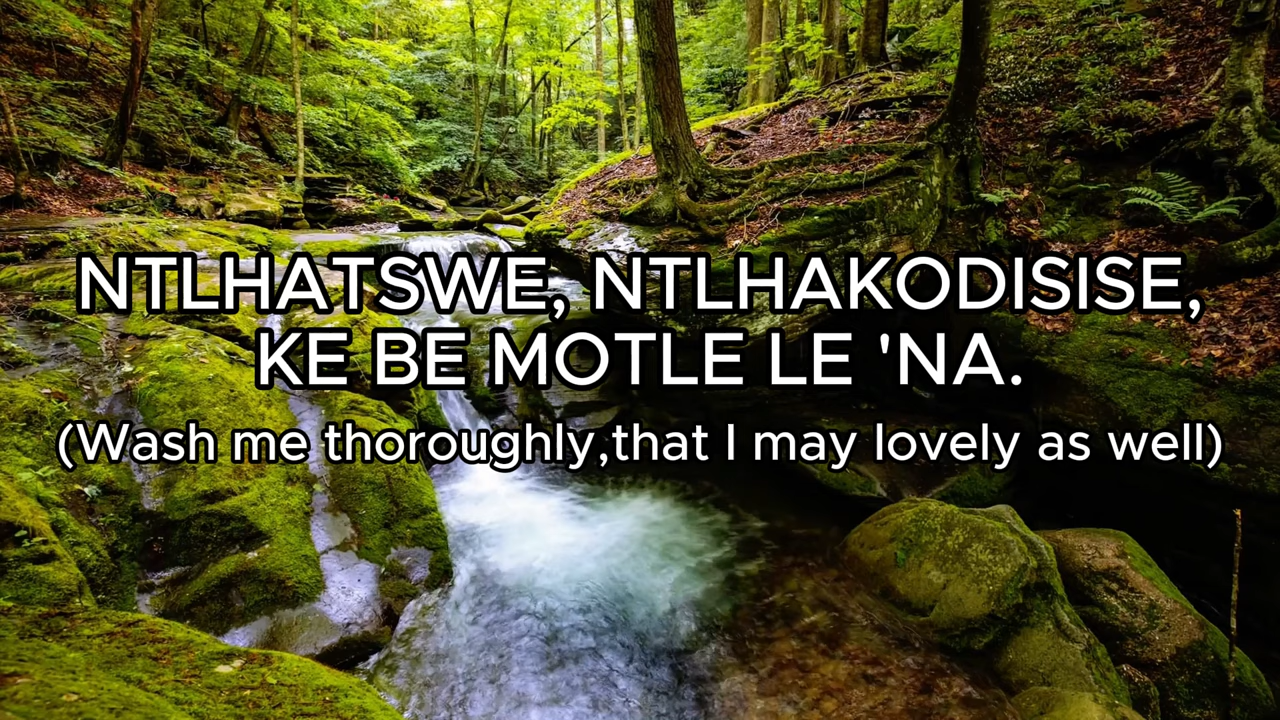 NTLHATSWE, NTLHAKODISISE,
KE BE MOTLE LE 'NA.
(Wash me thoroughly,that I may lovely as well)